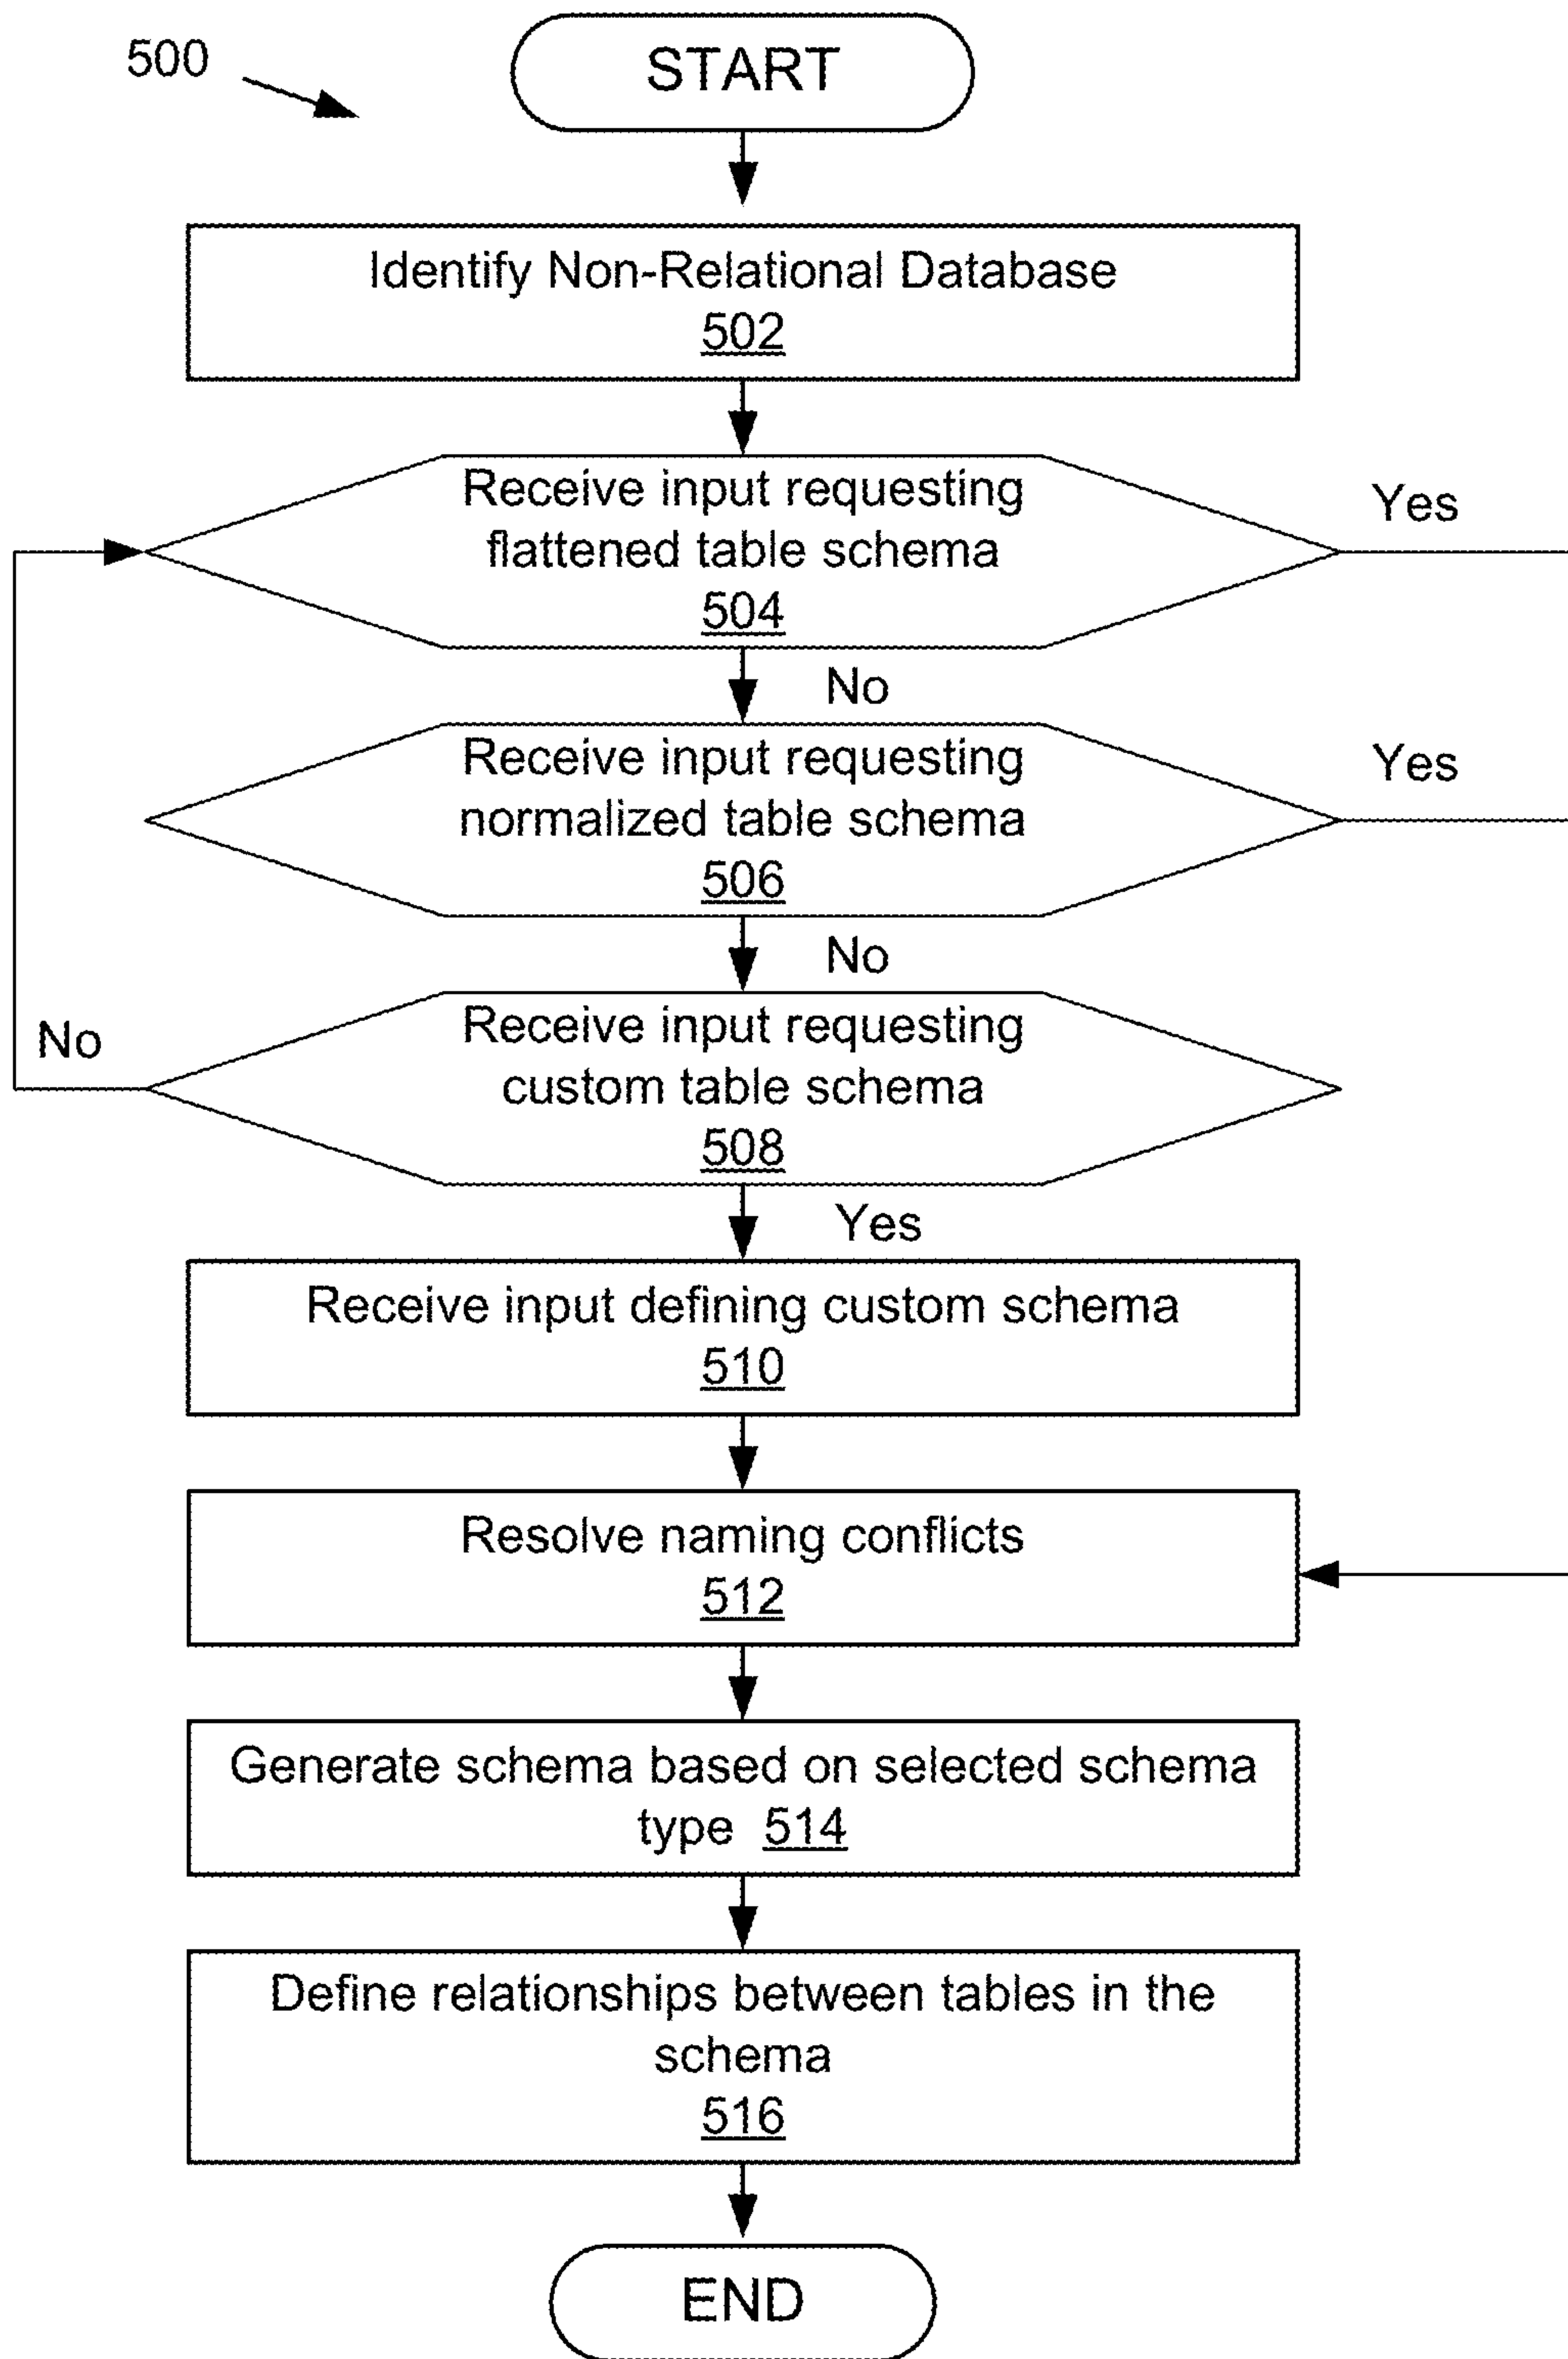 500
START
Identify Non-Relational Database
502
Receive input requesting
flattened table schema
504
Yes
No
Receive input requesting
normalized table schema
506
Yes
No
Receive input requesting
custom table schema
508
No
Yes
Receive input defining custom schema
510
Resolve naming conflicts
512
Generate schema based on selected schema
type 514
Define relationships between tables in the
schema
516
END